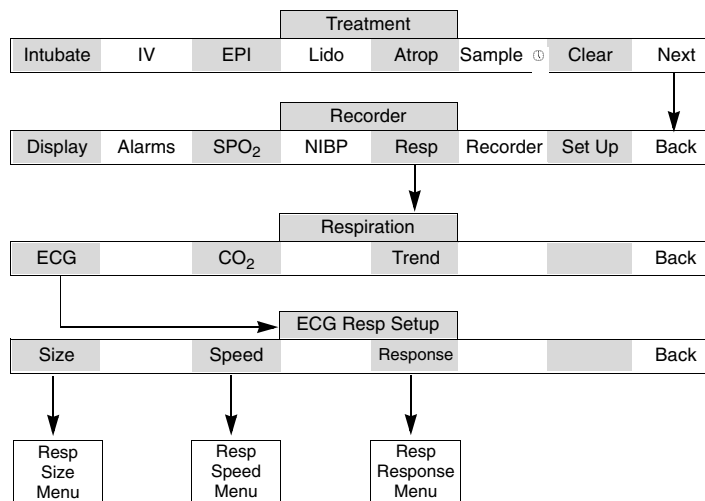 Treatment
Intubate IV EPI Lido Atrop Sample Clear Next
Recorder
Display Alarms SPO₂ NIBP Resp Recorder Set Up Back
Respiration
ECG CO₂ Trend Back
ECG Resp Setup
Size Speed Response Back
Resp Size Menu
Resp Speed Menu
Resp Response Menu